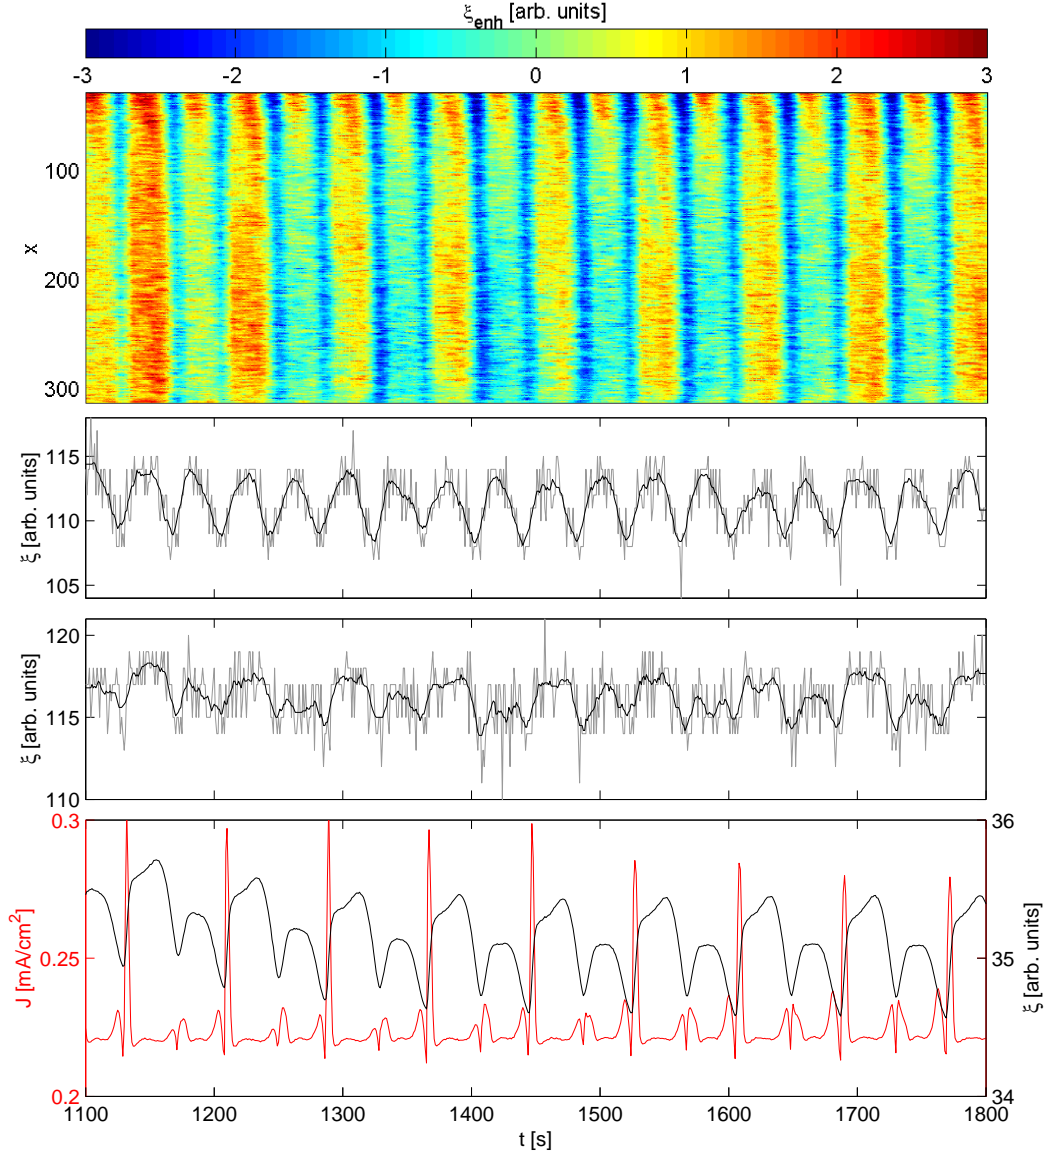 ξenh [arb. units]
-3 -2 -1 0 1 2 3
100
x
200
300
115
ξ [arb. units]
110
105
120
ξ [arb. units]
115
110
0.3 36
J [mA/cm2]
0.25 35
ξ [arb. units]
0.2 34
1100 1200 1300 1400 1500 1600 1700 1800
t [s]